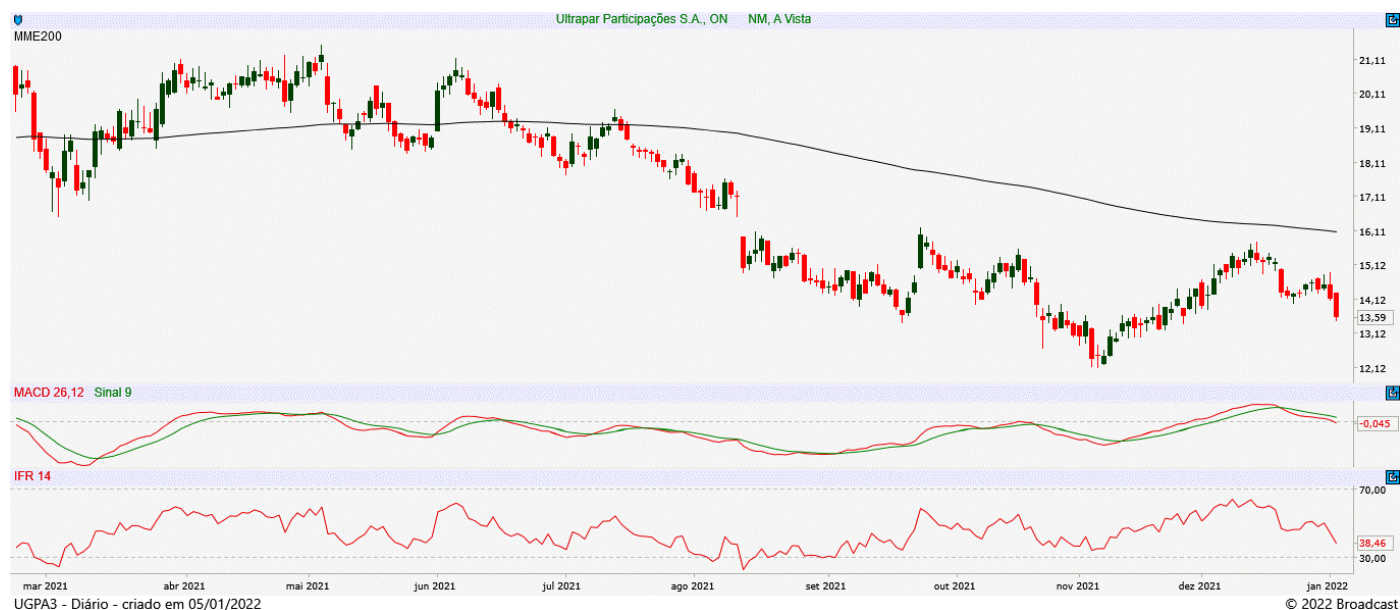 Ultrapar Participações S.A., ON NM, A Vista
MME200
21,11
20,11
19,11
18,11
17,11
16,11
15,12
14,12
13,59
13,12
12,12
MACD 26,12 Sinal 9
-0,045
IFR 14
70,00
38,46
30,00
mar 2021 abr 2021 mai 2021 jun 2021 jul 2021 ago 2021 set 2021 out 2021 nov 2021 dez 2021 jan 2022
UGPA3 - Diário - criado em 05/01/2022 © 2022 Broadcast